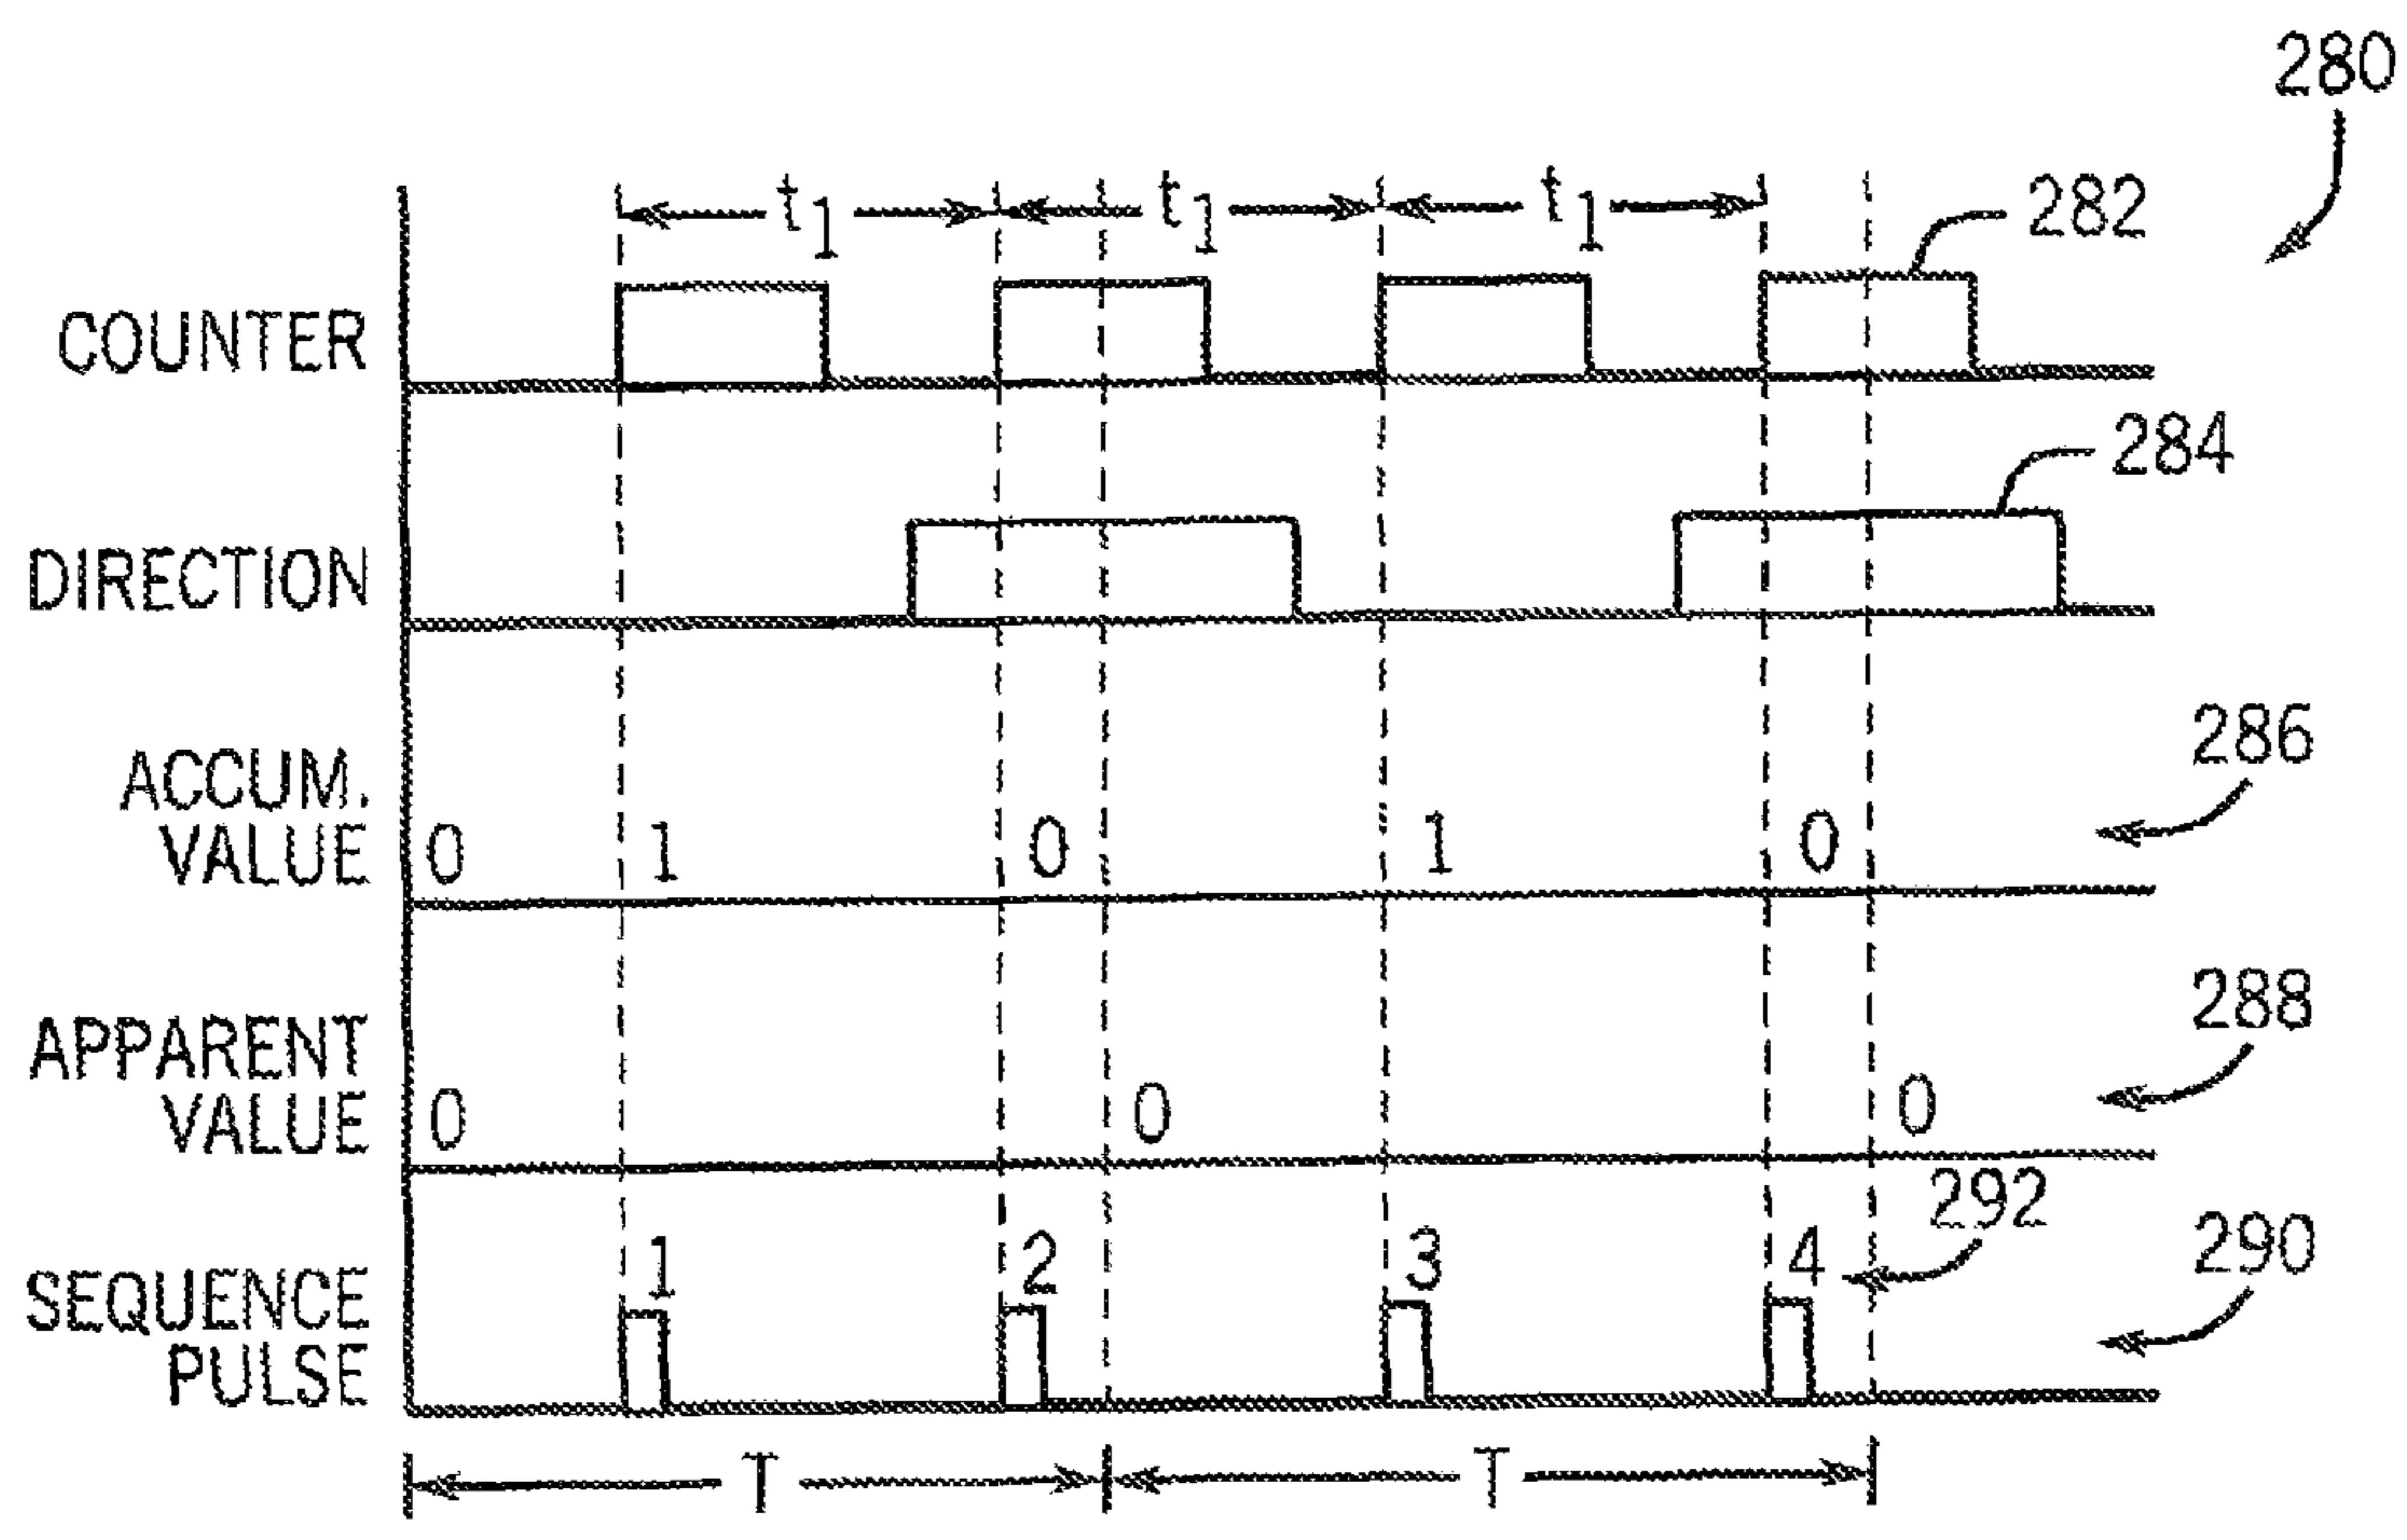 280
t1 t1 t1 282
COUNTER
284
DIRECTION
286
ACCUM.
VALUE 0 1 0 1 0
288
APPARENT
VALUE 0 0 0
292
290
1 2 3 4
SEQUENCE
PULSE
T T